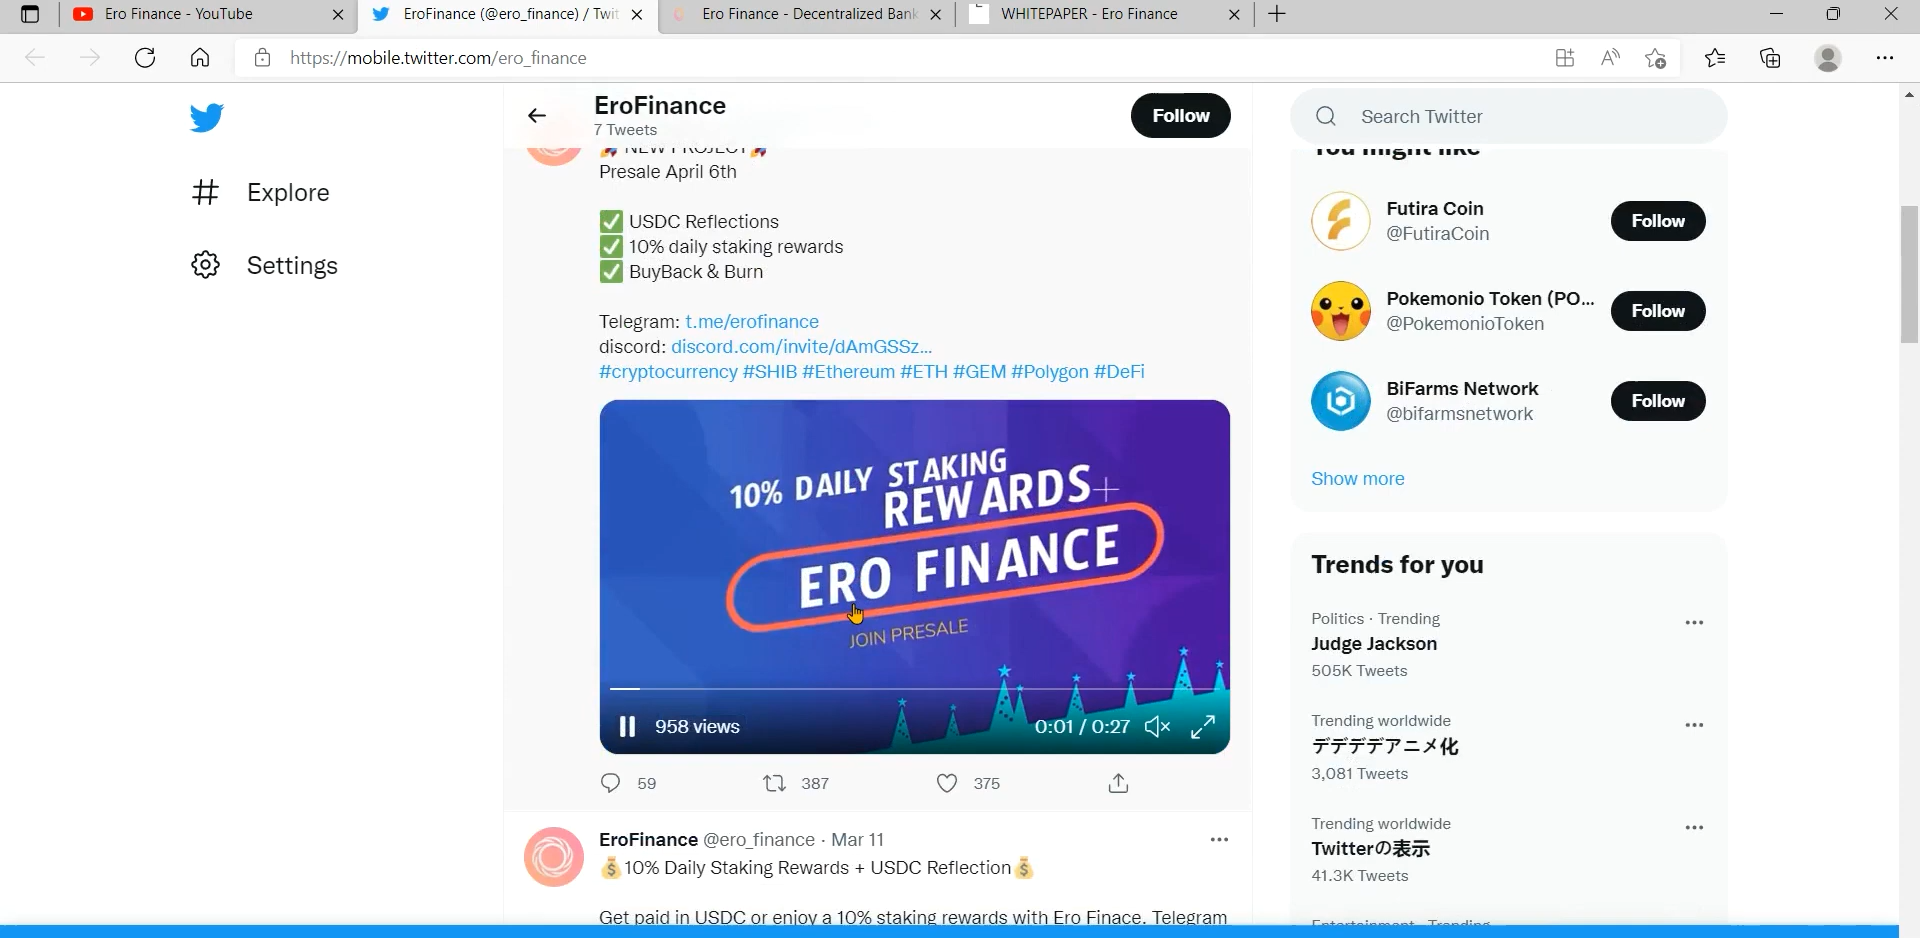 Ero Finance - YouTube
EroFinance (@ero_finance) / Twit
Ero Finance - Decentralized Bank
WHITEPAPER - Ero Finance
https://mobile.twitter.com/ero_finance
Explore
Settings
EroFinance
7 Tweets
Follow
NEW PROJECT
Presale April 6th
USDC Reflections
10% daily staking rewards
BuyBack & Burn
Telegram: t.me/erofinance
discord: discord.com/invite/dAmGSSz...
#cryptocurrency #SHIB #Ethereum #ETH #GEM #Polygon #DeFi
10% DAILY STAKING
REWARDS
ERO FINANCE
JOIN PRESALE
958 views
0:01 / 0:27
59
387
375
EroFinance @ero_finance · Mar 11
10% Daily Staking Rewards + USDC Reflection
Get paid in USDC or enjoy a 10% staking rewards with Ero Finace. Telegram
Search Twitter
You might like
Futira Coin
@FutiraCoin
Follow
Pokemonio Token (PO...
@PokemonioToken
Follow
BiFarms Network
@bifarmsnetwork
Follow
Show more
Trends for you
Politics · Trending
Judge Jackson
505K Tweets
Trending worldwide
デデデデアニメ化
3,081 Tweets
Trending worldwide
Twitterの表示
41.3K Tweets
Entertainment · Trending